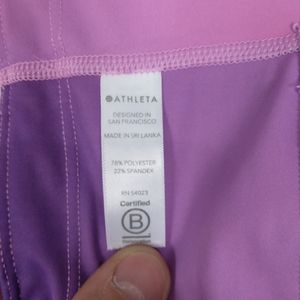 ATHLETA
DESIGNED IN
SAN FRANCISCO
MADE IN SRI LANKA
78% POLYESTER
22% SPANDEX
RN 54023
Certified
B
Corporation